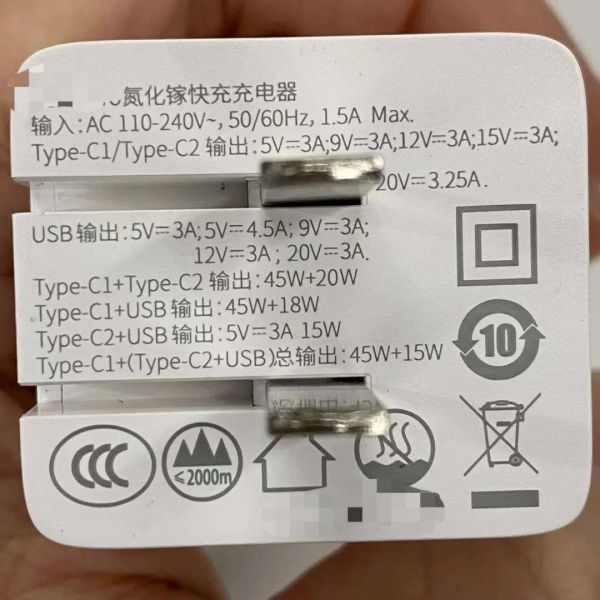 氮化镓快充充电器
输入:AC 110-240V~,50/60Hz, 1.5A Max.
Type-C1/Type-C2 输出:5V⎓3A;9V⎓3A;12V⎓3A;15V⎓3A;
20V⎓3.25A.
USB输出:5V⎓3A;5V⎓4.5A; 9V⎓3A;
12V⎓3A ; 20V⎓3A.
Type-C1+Type-C2 输出:45W+20W
Type-C1+USB 输出:45W+18W
Type-C2+USB 输出:5V⎓3A 15W
Type-C1+(Type-C2+USB)总输出:45W+15W
10
CCC
≤2000m